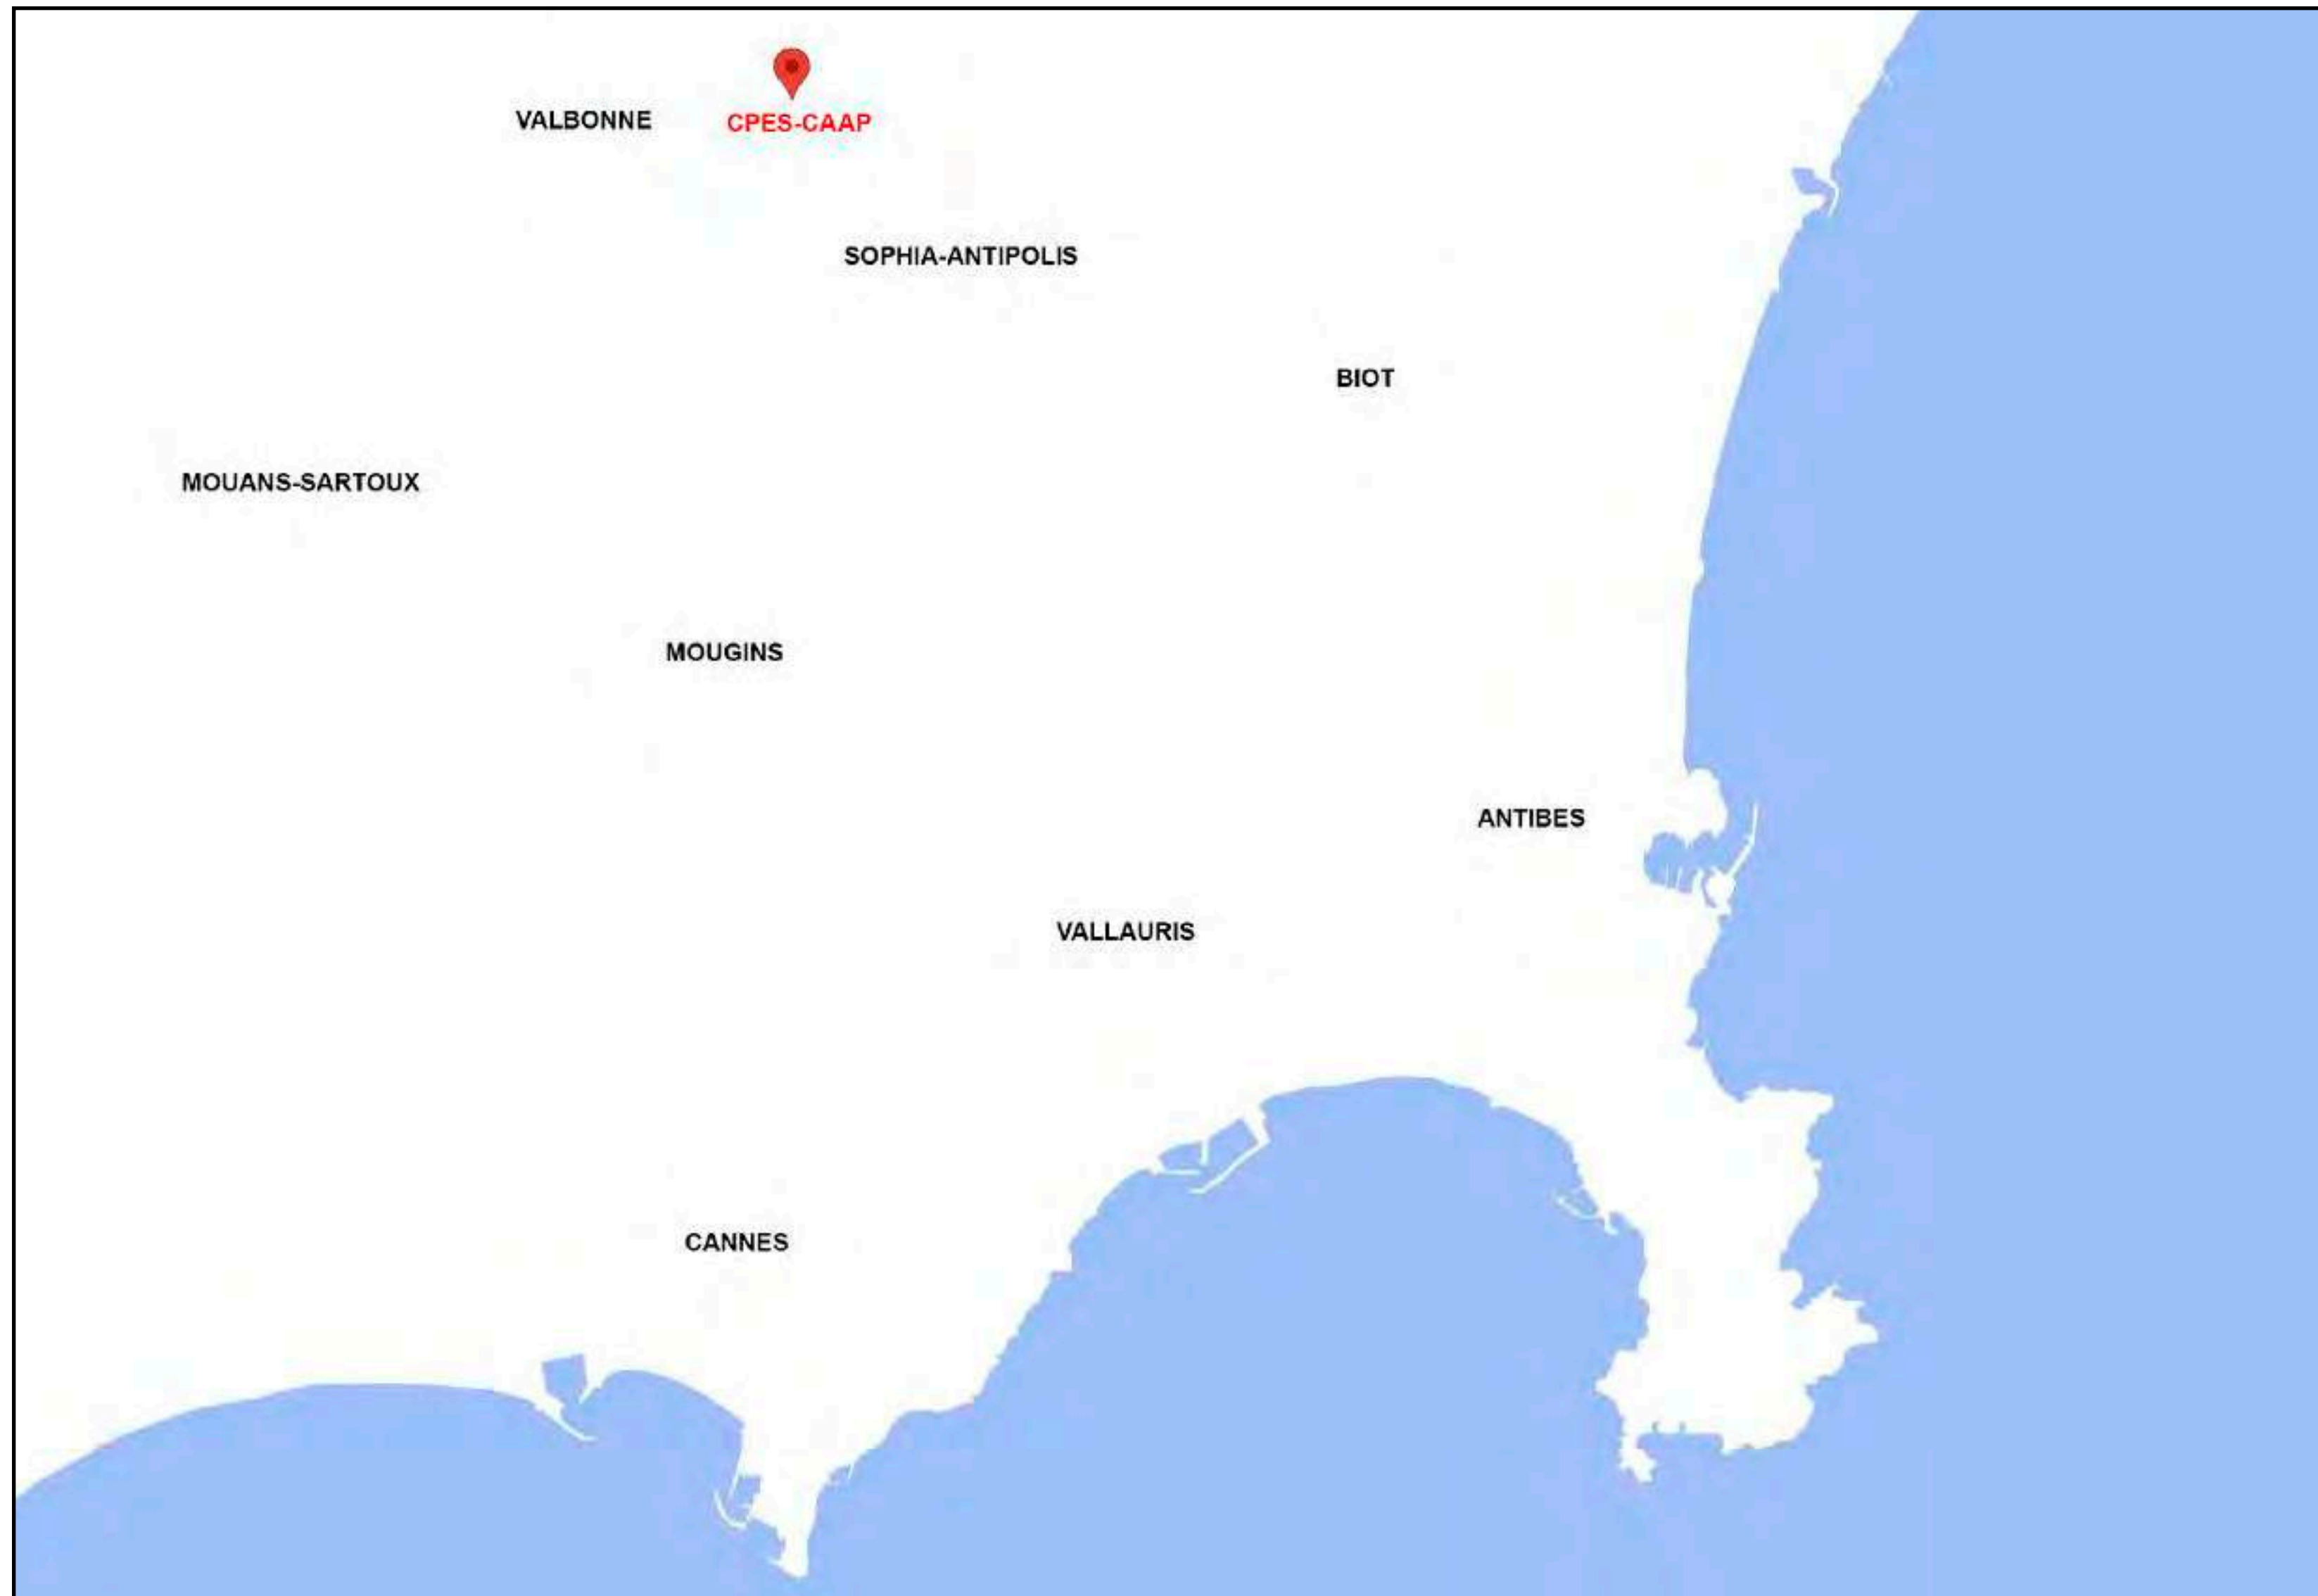 VALBONNE
CPES-CAAP
SOPHIA-ANTIPOLIS
BIOT
MOUANS-SARTOUX
MOUGINS
ANTIBES
VALLAURIS
CANNES